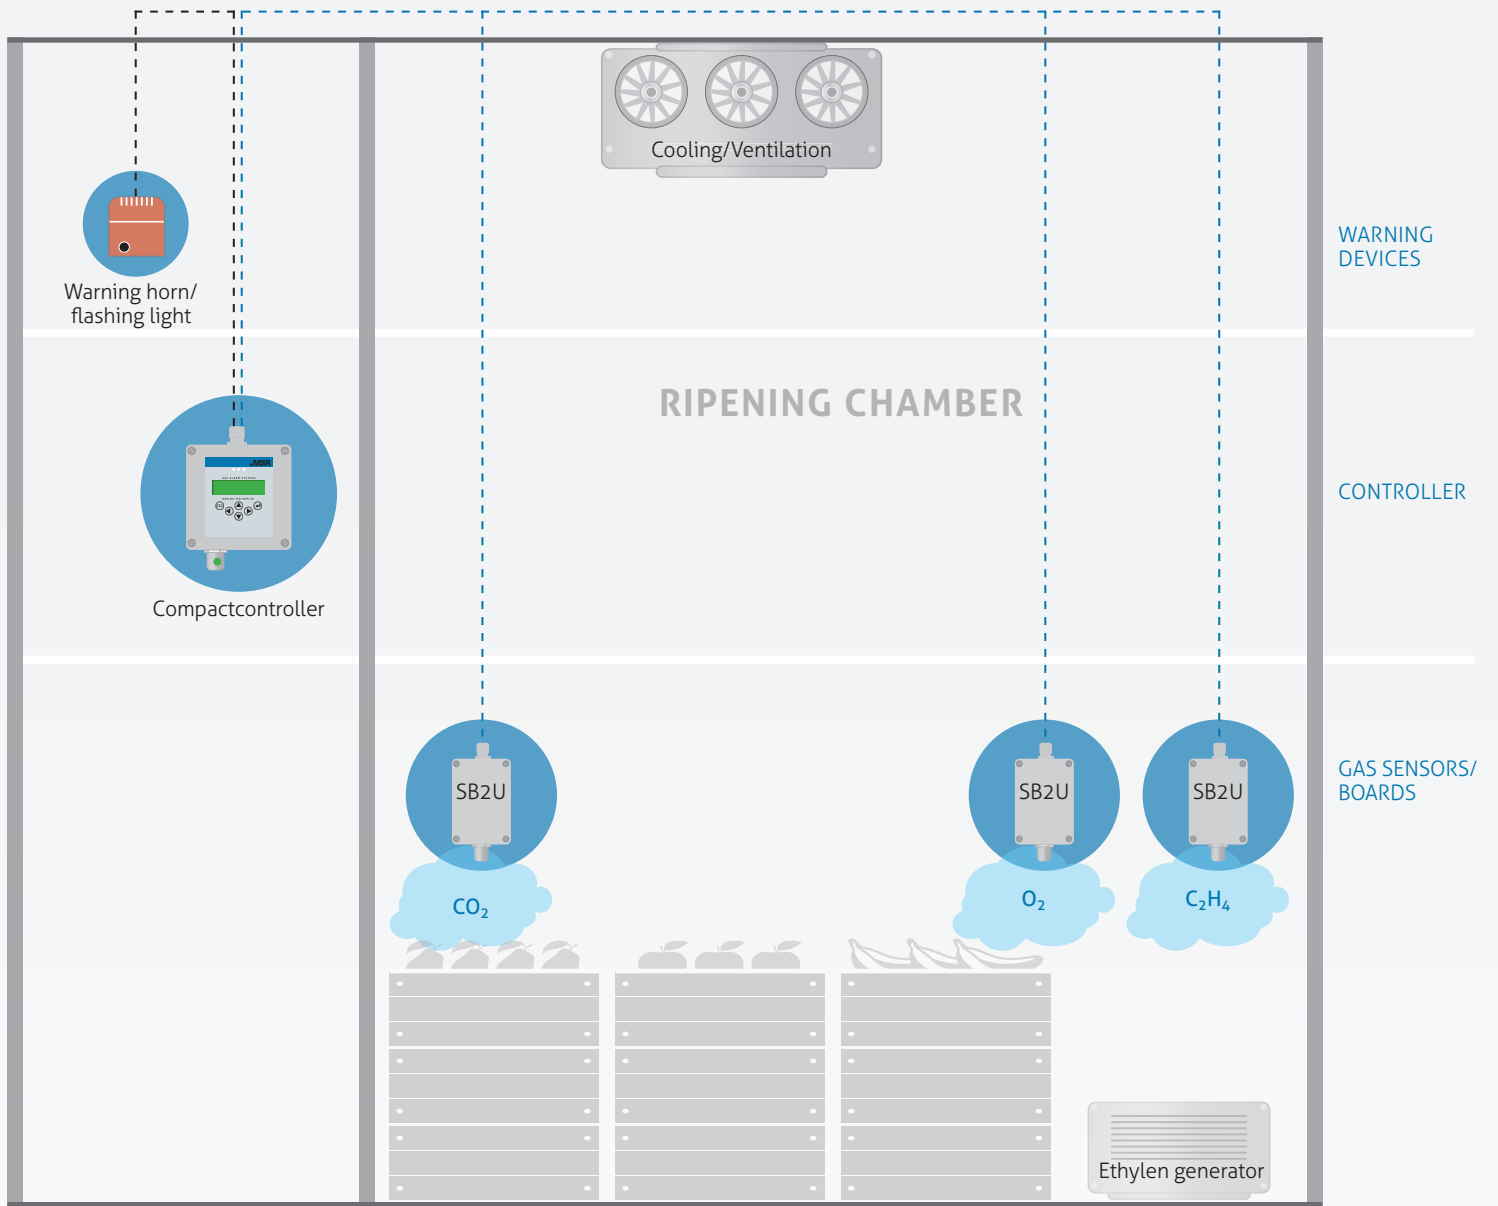 Cooling/Ventilation
WARNING
DEVICES
Warning horn/
flashing light
RIPENING CHAMBER
MSR
CONTROLLER
Compactcontroller
GAS SENSORS/
BOARDS
SB2U
SB2U
SB2U
CO₂
O₂
C₂H₄
Ethylen generator